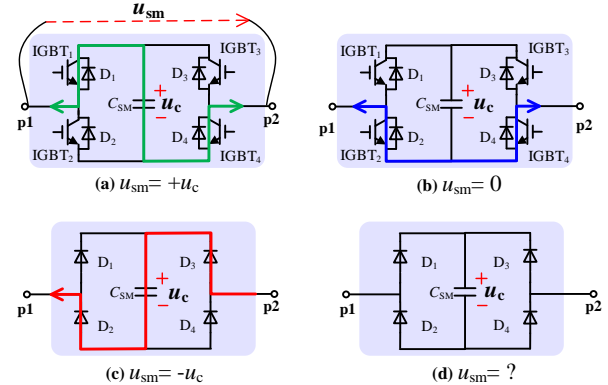 u_sm
IGBT₁ IGBT₃
D₁ D₃
C_SM + u_c −
p1 p2
D₂ D₄
IGBT₂ IGBT₄
(a) u_sm= +u_c
IGBT₁ IGBT₃
D₁ D₃
C_SM + u_c −
p1 p2
D₂ D₄
IGBT₂ IGBT₄
(b) u_sm= 0
D₁ D₃
C_SM + u_c −
p1 p2
D₂ D₄
(c) u_sm= -u_c
D₁ D₃
C_SM + u_c −
p1 p2
D₂ D₄
(d) u_sm= ?